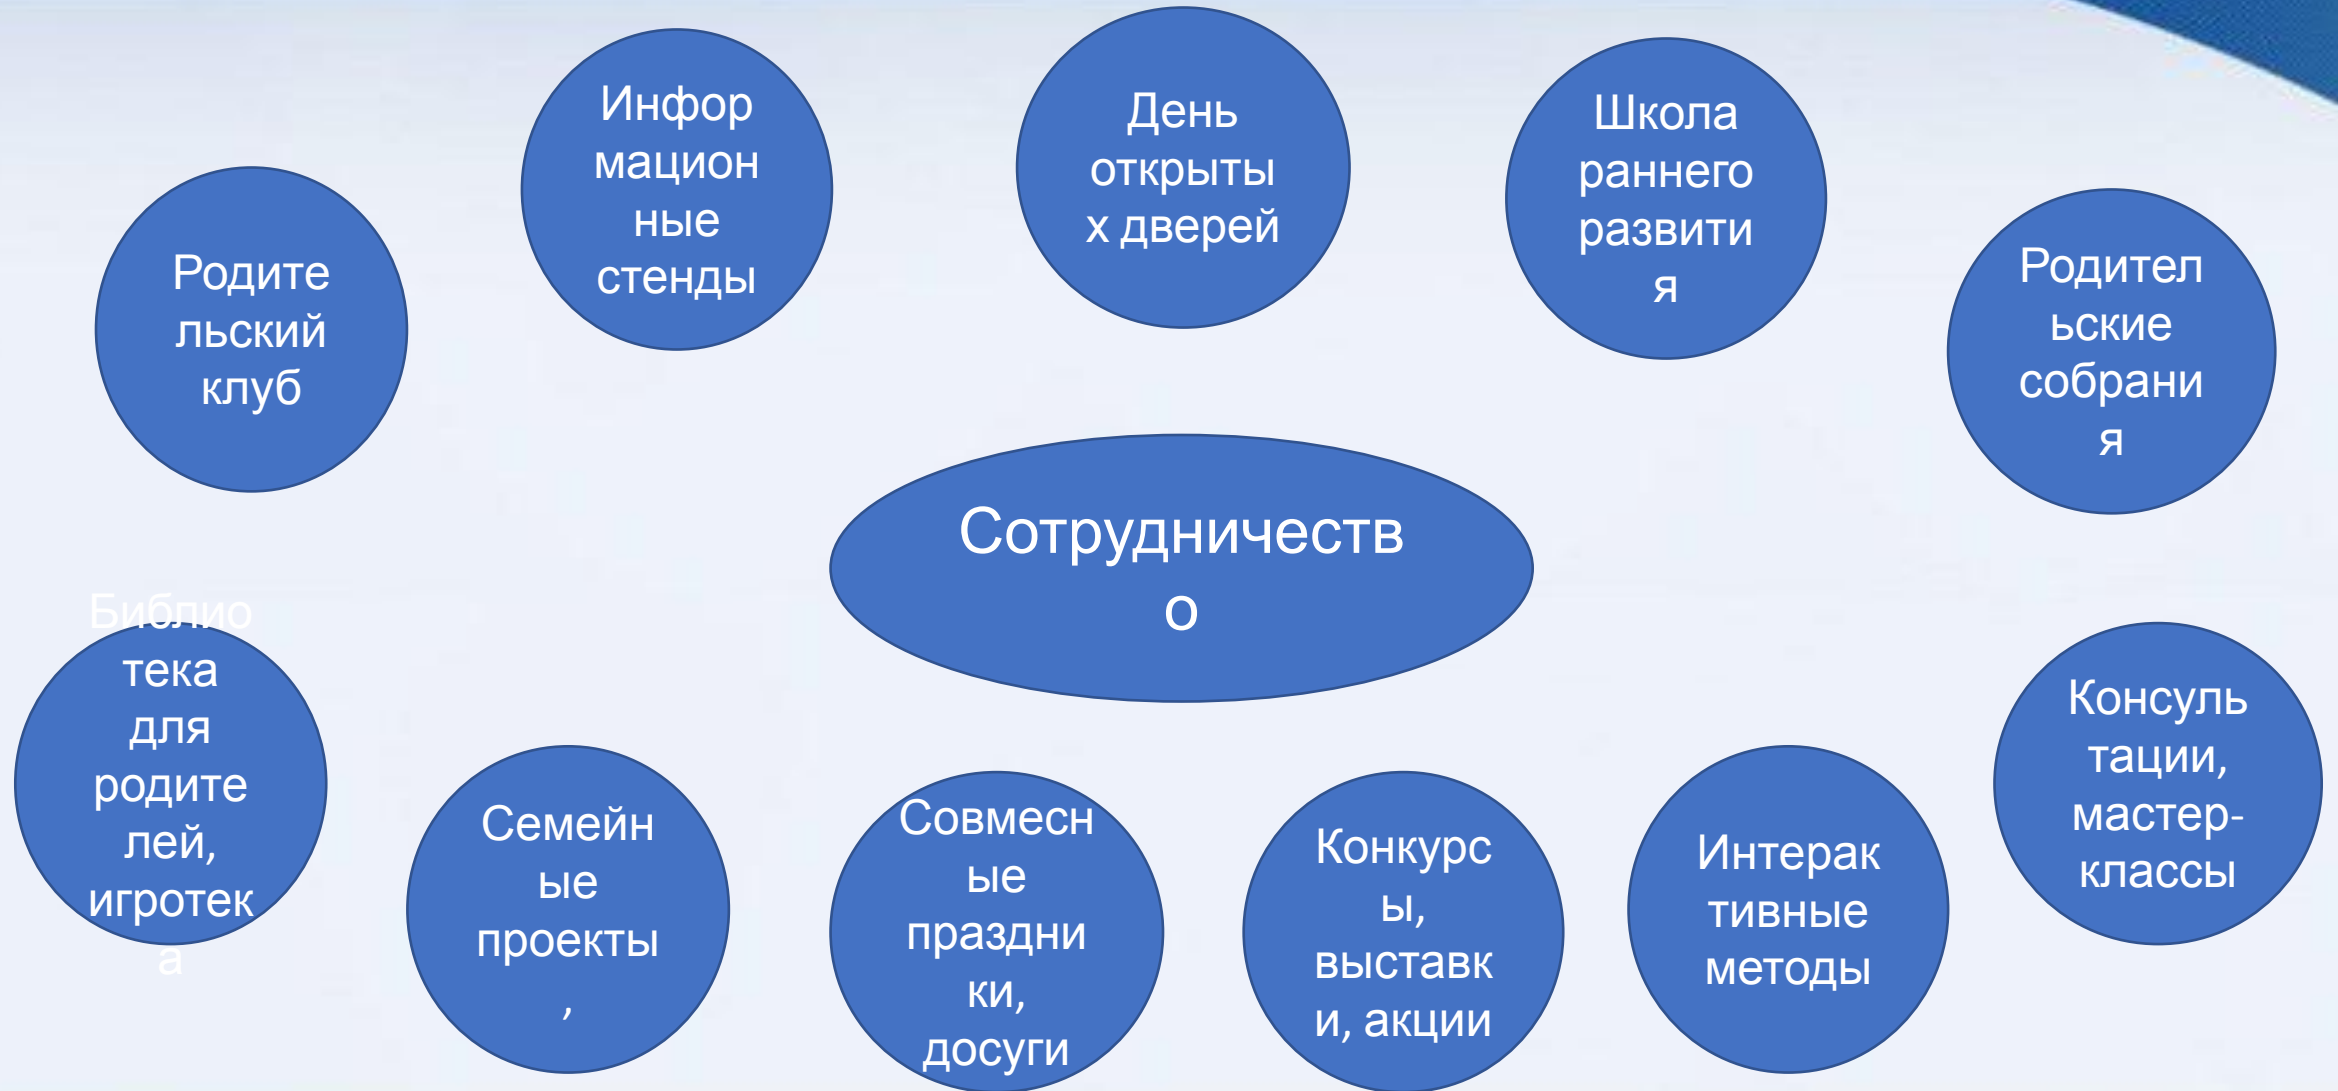 Родите
льский
клуб
Инфор
мацион
ные
стенды
День
открыты
х дверей
Школа
раннего
развити
я
Родител
ьские
собрани
я
Сотрудничеств
о
Библио
тека
для
родите
лей,
игротек
а
Семейн
ые
проекты
,
Совмесн
ые
праздни
ки,
досуги
Конкурс
ы,
выставк
и, акции
Интерак
тивные
методы
Консуль
тации,
мастер-
классы